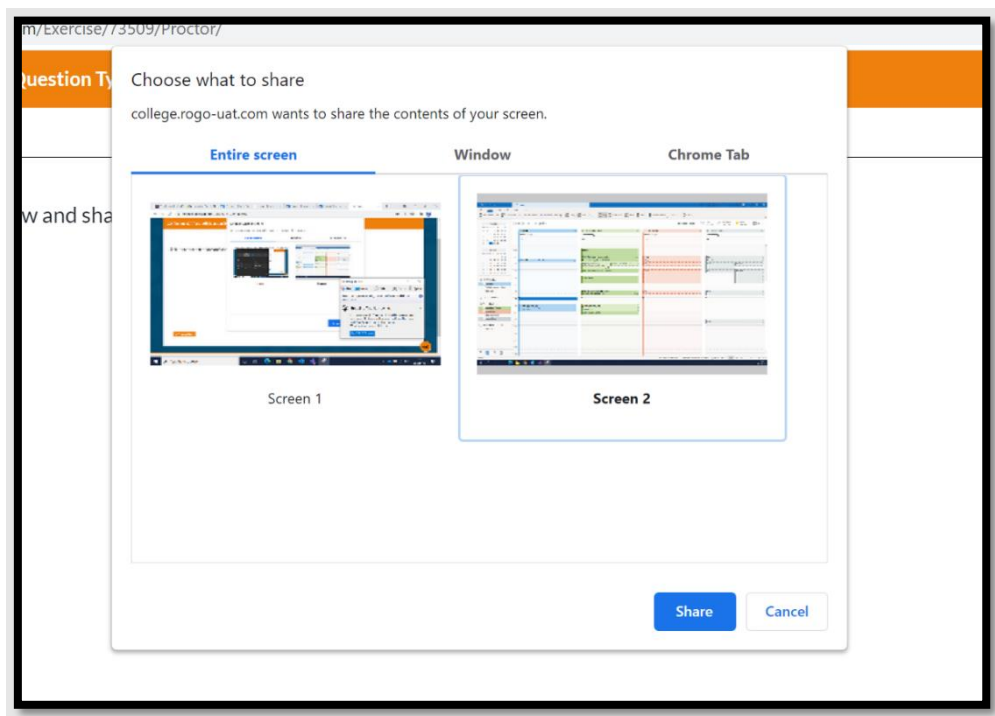 m/Exercise/73509/Proctor/
Question Ty
Choose what to share
college.rogo-uat.com wants to share the contents of your screen.
Entire screen Window Chrome Tab
w and sha
Screen 1 Screen 2
Share Cancel